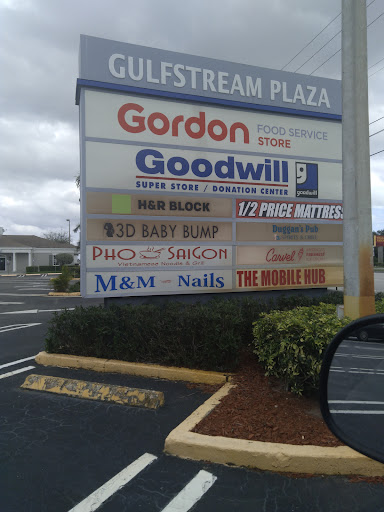 GULFSTREAM PLAZA
Gordon FOOD SERVICE
STORE
Goodwill
SUPER STORE / DONATION CENTER
goodwill
H&R BLOCK
1/2 PRICE MATTRESS
3D BABY BUMP
Duggan's Pub
PHO SAIGON
Vietnamese Noodle & Grill
Carvel
M&M Nails
THE MOBILE HUB